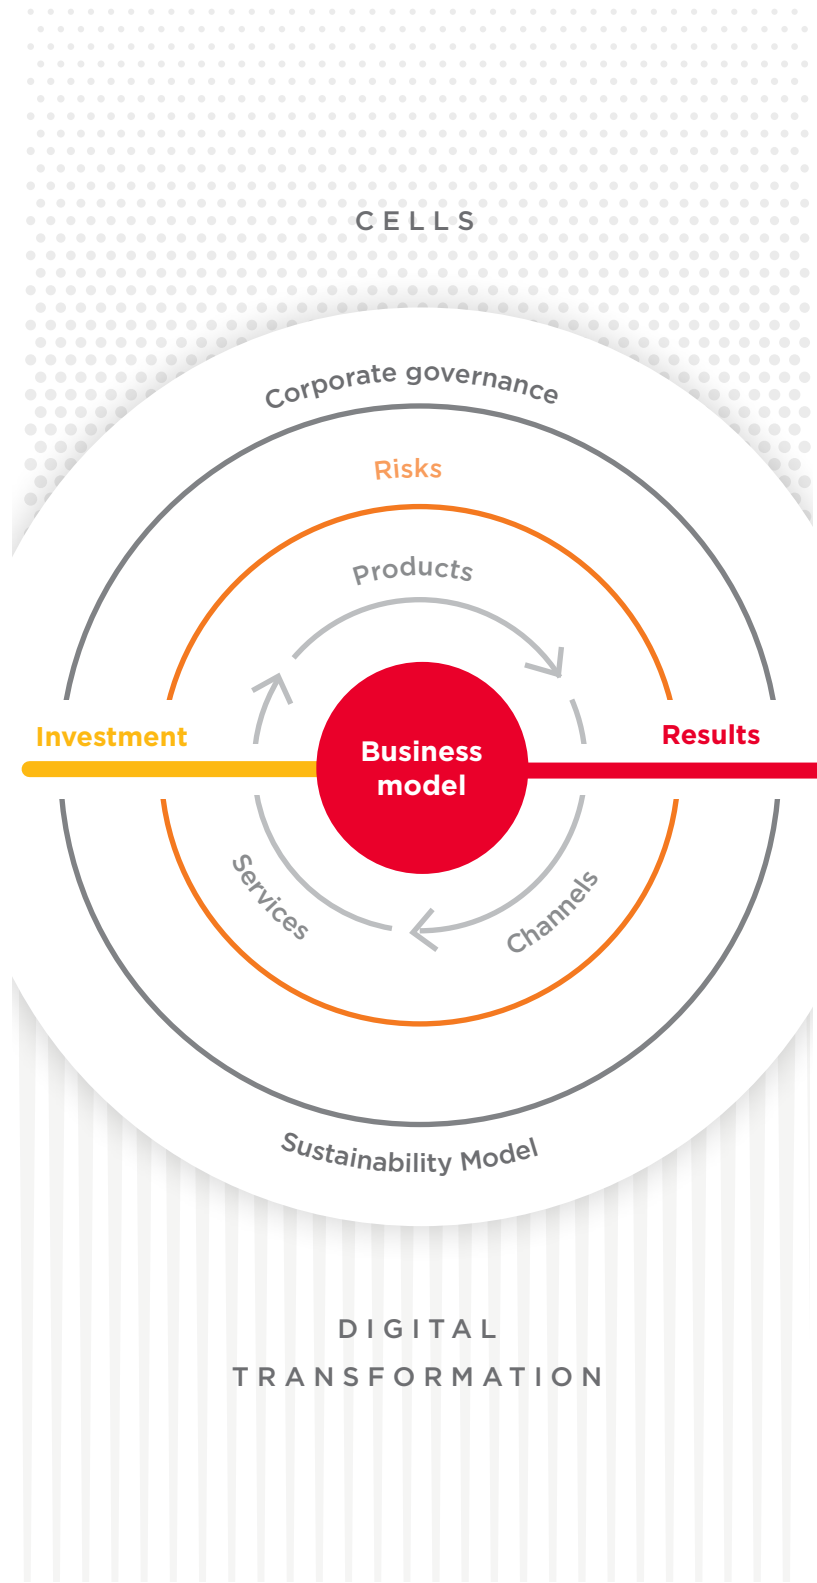 CELLS
Corporate governance
Risks
Products
Investment
Results
Business
model
Services
Channels
Sustainability Model
DIGITAL
TRANSFORMATION